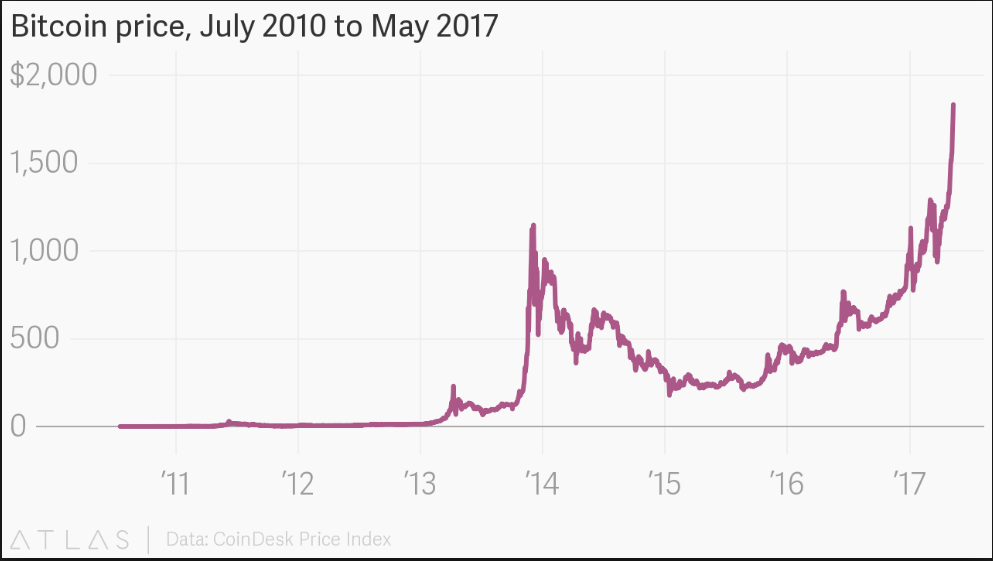 Bitcoin price, July 2010 to May 2017
$2,000
1,500
1,000
500
0
’11 ’12 ’13 ’14 ’15 ’16 ’17
ATLAS | Data: CoinDesk Price Index